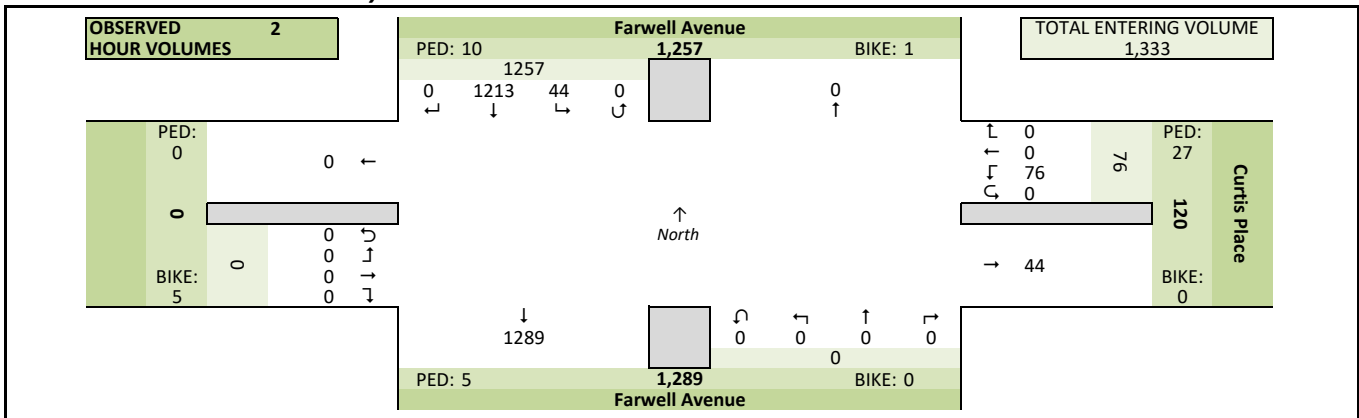 OBSERVED 2
HOUR VOLUMES
Farwell Avenue
PED: 10 1,257 BIKE: 1
1257
0 1213 44 0 0
↵ ↓ ↳ ↺ ↑
TOTAL ENTERING VOLUME
1,333
PED:
0
0 ←
0
0
BIKE:
5
0 ⮌
0 ↰
0 →
0 ↴
↑
North
↱ 0
← 0
↲ 76
⮎ 0
76
PED:
27
120
BIKE:
0
Curtis Place
→ 44
↓
1289
↶ ↰ ↑ ↱
0 0 0 0
0
PED: 5 1,289 BIKE: 0
Farwell Avenue